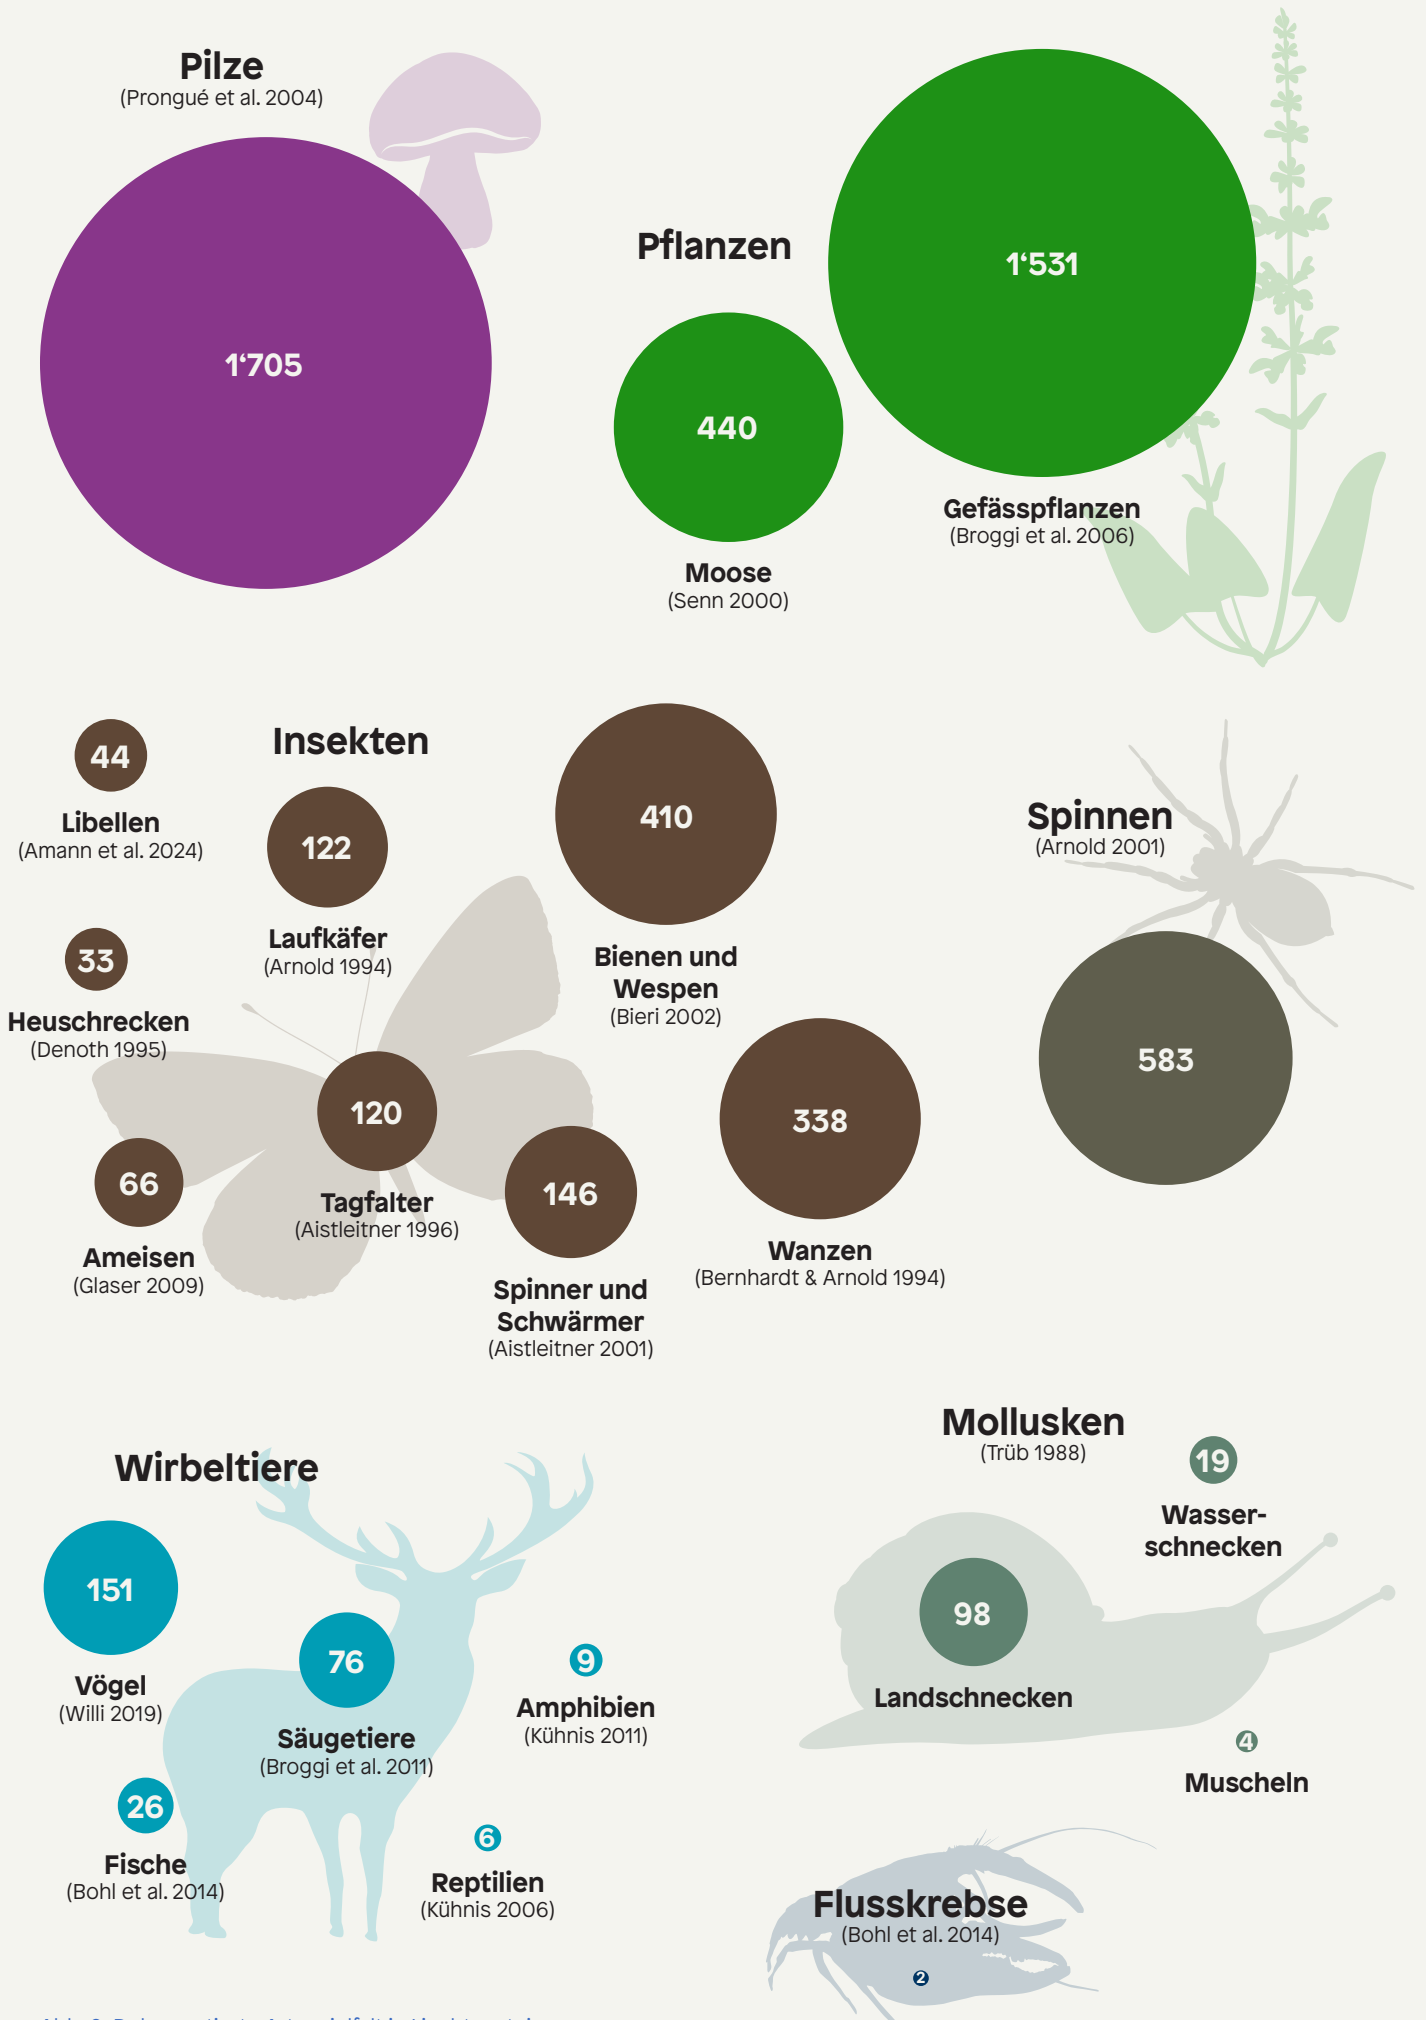 Pilze
(Prongué et al. 2004)
1‘705
Pflanzen
1‘531
440
Gefässpflanzen
(Broggi et al. 2006)
Moose
(Senn 2000)
Insekten
44
Libellen
(Amann et al. 2024)
122
Laufkäfer
(Arnold 1994)
410
Bienen und
Wespen
(Bieri 2002)
Spinnen
(Arnold 2001)
583
33
Heuschrecken
(Denoth 1995)
120
Tagfalter
(Aistleitner 1996)
338
Wanzen
(Bernhardt & Arnold 1994)
66
Ameisen
(Glaser 2009)
146
Spinner und
Schwärmer
(Aistleitner 2001)
Wirbeltiere
151
Vögel
(Willi 2019)
76
Säugetiere
(Broggi et al. 2011)
9
Amphibien
(Kühnis 2011)
26
Fische
(Bohl et al. 2014)
6
Reptilien
(Kühnis 2006)
Mollusken
(Trüb 1988)
19
Wasser-
schnecken
98
Landschnecken
4
Muscheln
Flusskrebse
(Bohl et al. 2014)
2